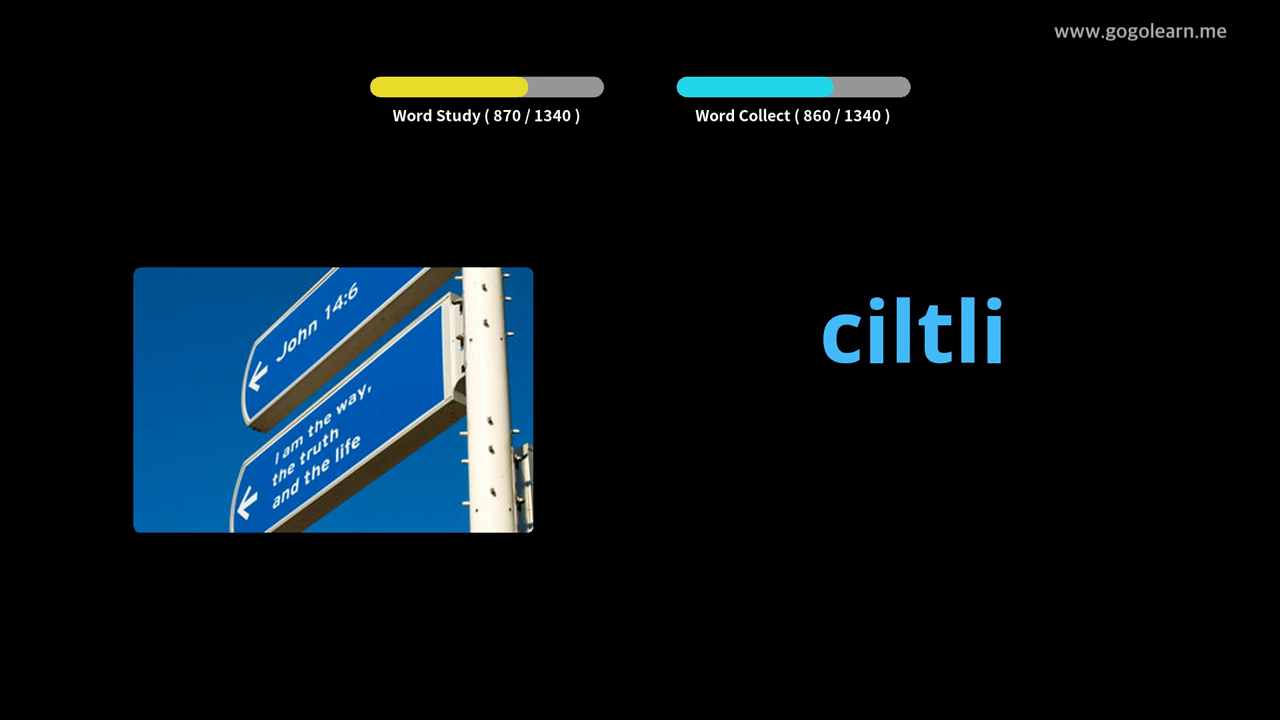 www.gogolearn.me
Word Study ( 870 / 1340 )
Word Collect ( 860 / 1340 )
John 14:6
I am the way,
the truth
and the life
ciltli